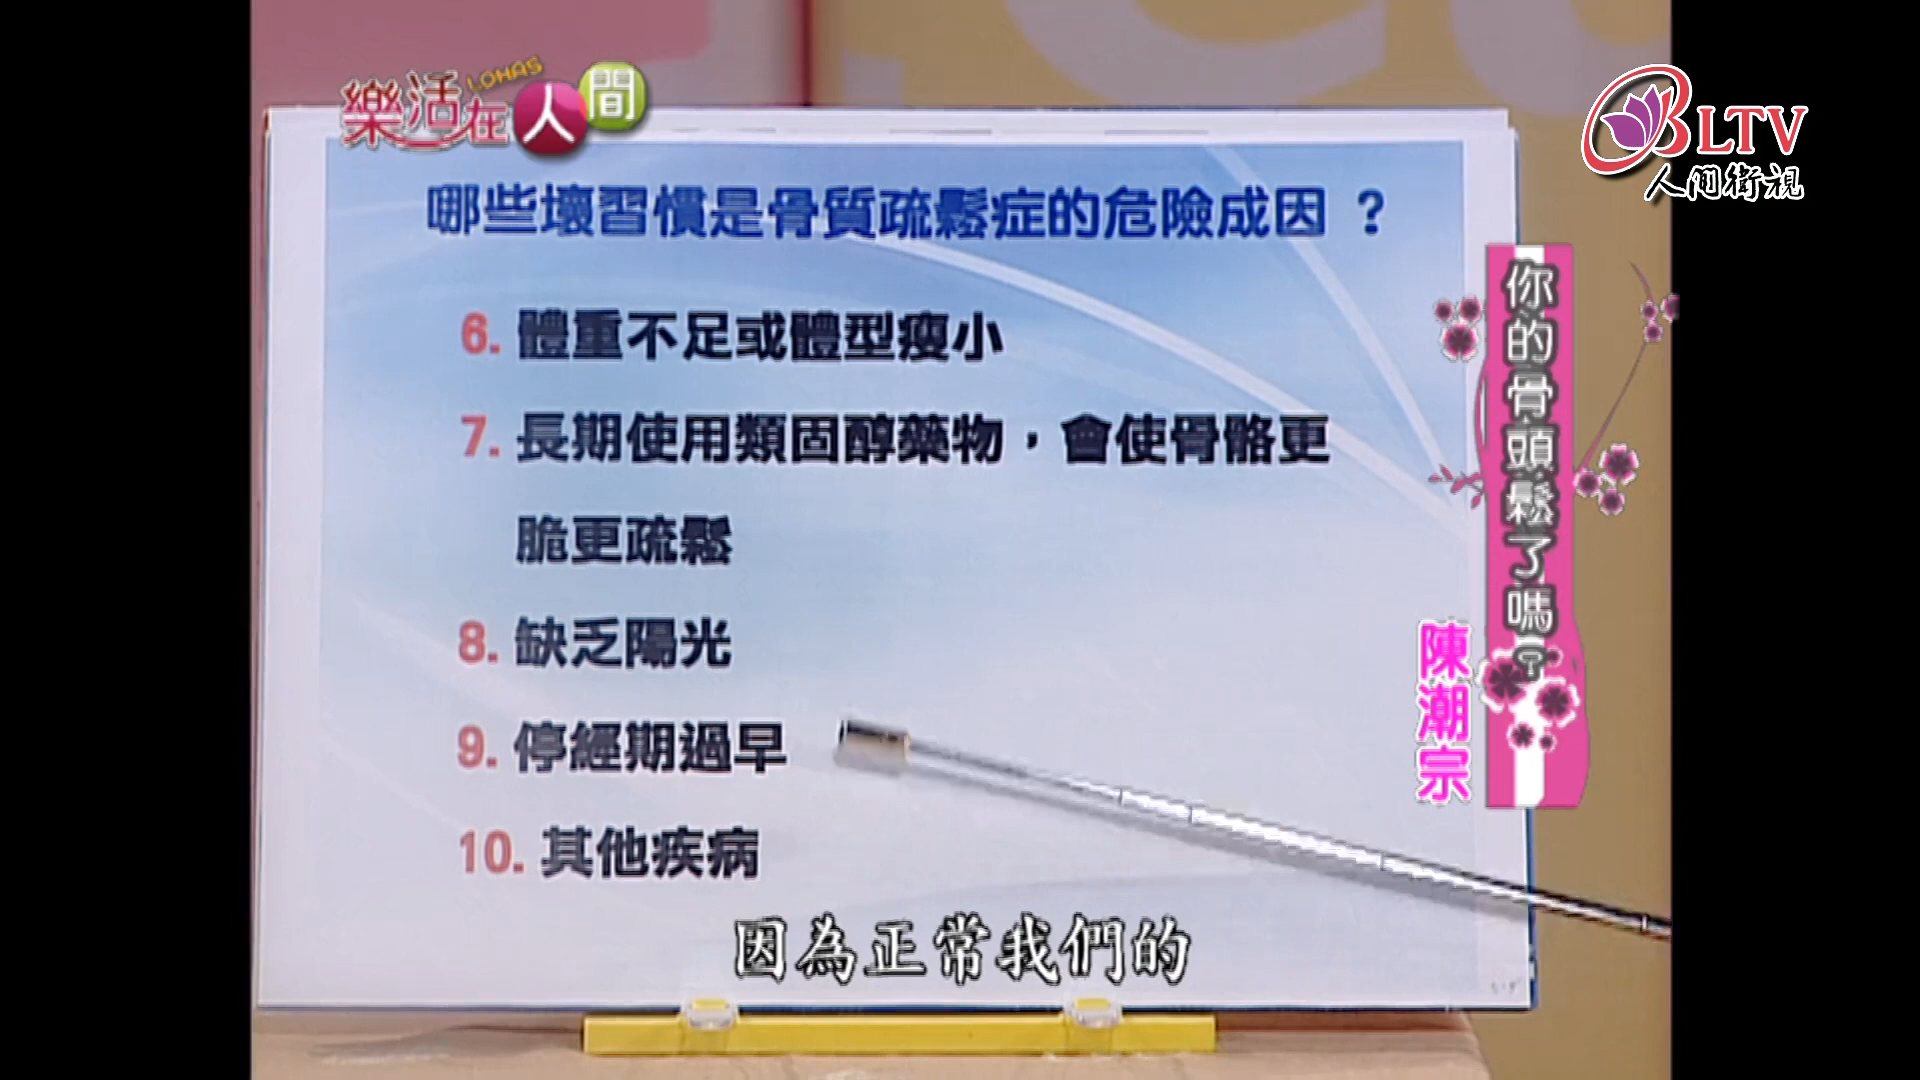 樂活在人間
LOHAS
BLTV
人间衛視
哪些壞習慣是骨質疏鬆症的危險成因?
6. 體重不足或體型瘦小
7. 長期使用類固醇藥物,會使骨骼更
脆更疏鬆
8. 缺乏陽光
9. 停經期過早
10. 其他疾病
你的骨頭鬆了嗎?
陳潮宗
因為正常我們的